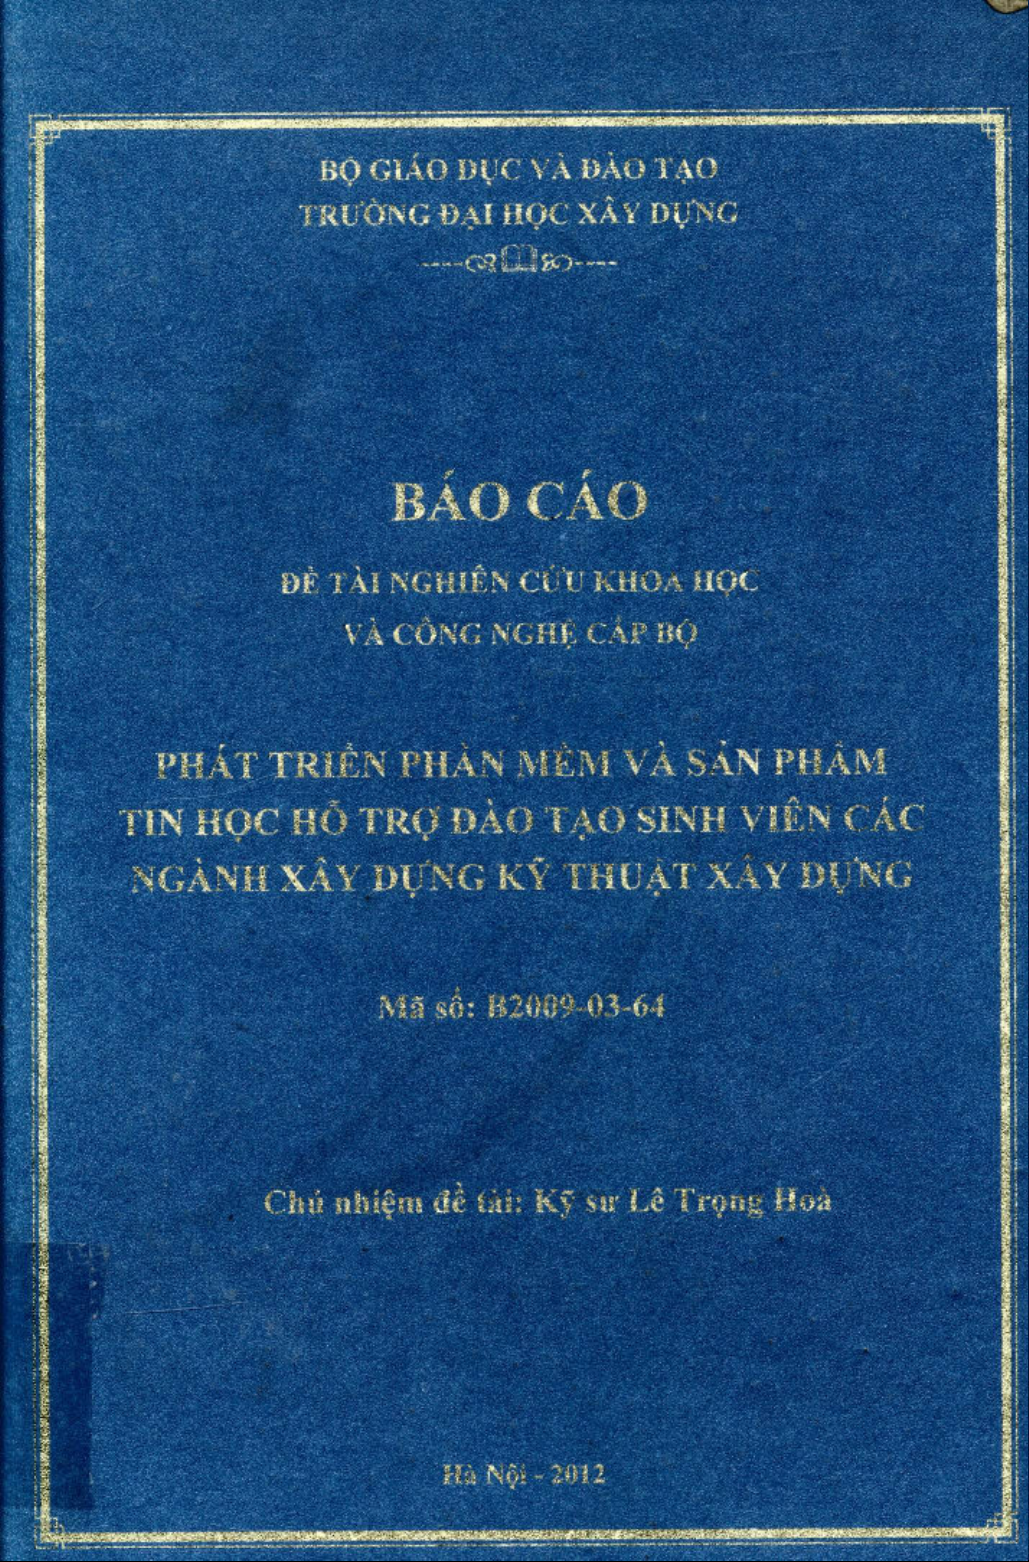 BỘ GIÁO DỤC VÀ ĐÀO TẠO
TRƯỜNG ĐẠI HỌC XÂY DỰNG
BÁO CÁO
ĐỀ TÀI NGHIÊN CỨU KHOA HỌC
VÀ CÔNG NGHỆ CẤP BỘ
PHÁT TRIỂN PHẦN MỀM VÀ SẢN PHẨM
TIN HỌC HỖ TRỢ ĐÀO TẠO SINH VIÊN CÁC
NGÀNH XÂY DỰNG KỸ THUẬT XÂY DỰNG
Mã số: B2009-03-64
Chủ nhiệm đề tài: Kỹ sư Lê Trọng Hoà
Hà Nội - 2012